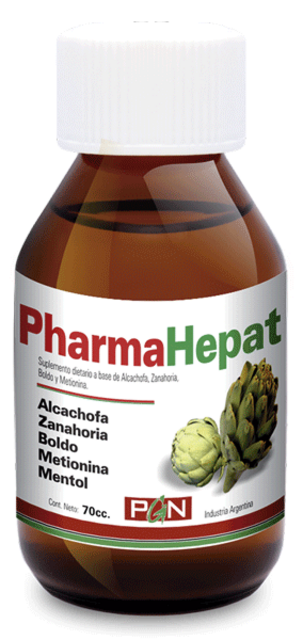 PharmaHepat
Suplemento dietario a base de Alcachofa, Zanahoria,
Boldo y Metionina.
Alcachofa
Zanahoria
Boldo
Metionina
Mentol
Cont. Neto: 70cc.
PGN
Industria Argentina